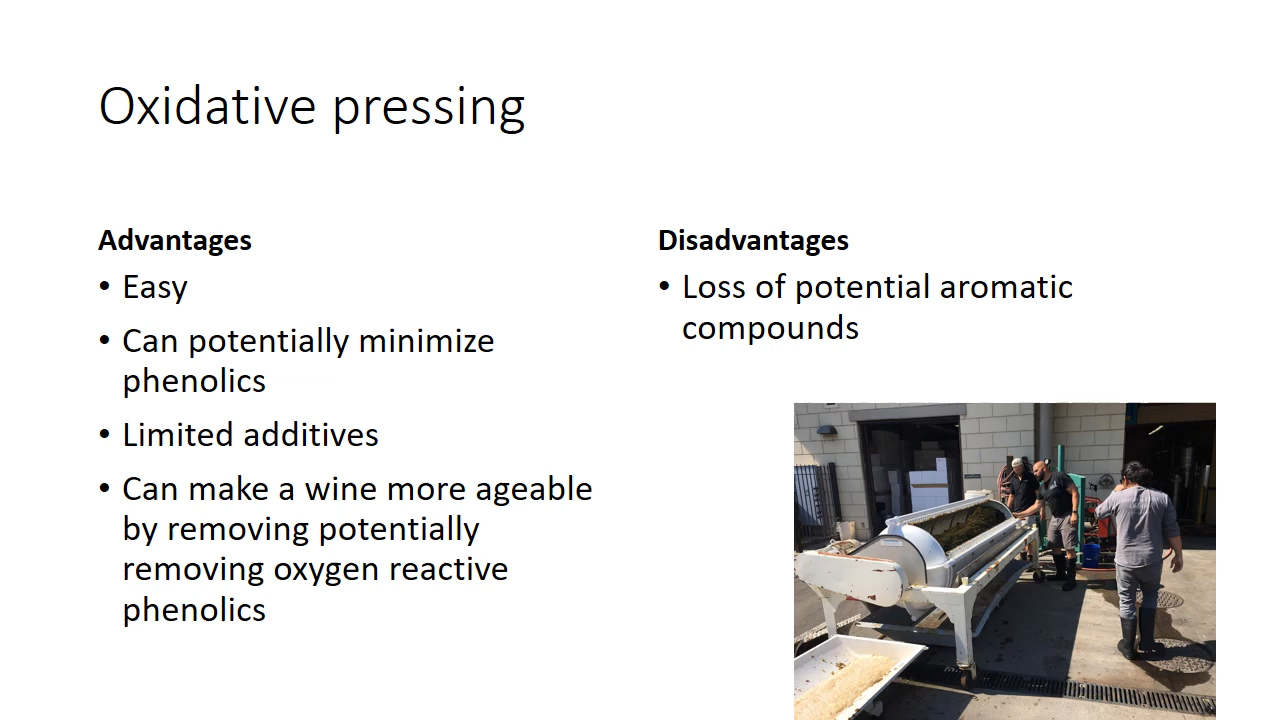 Oxidative pressing
Advantages
• Easy
• Can potentially minimize
phenolics
• Limited additives
• Can make a wine more ageable
by removing potentially
removing oxygen reactive
phenolics
Disadvantages
• Loss of potential aromatic
compounds